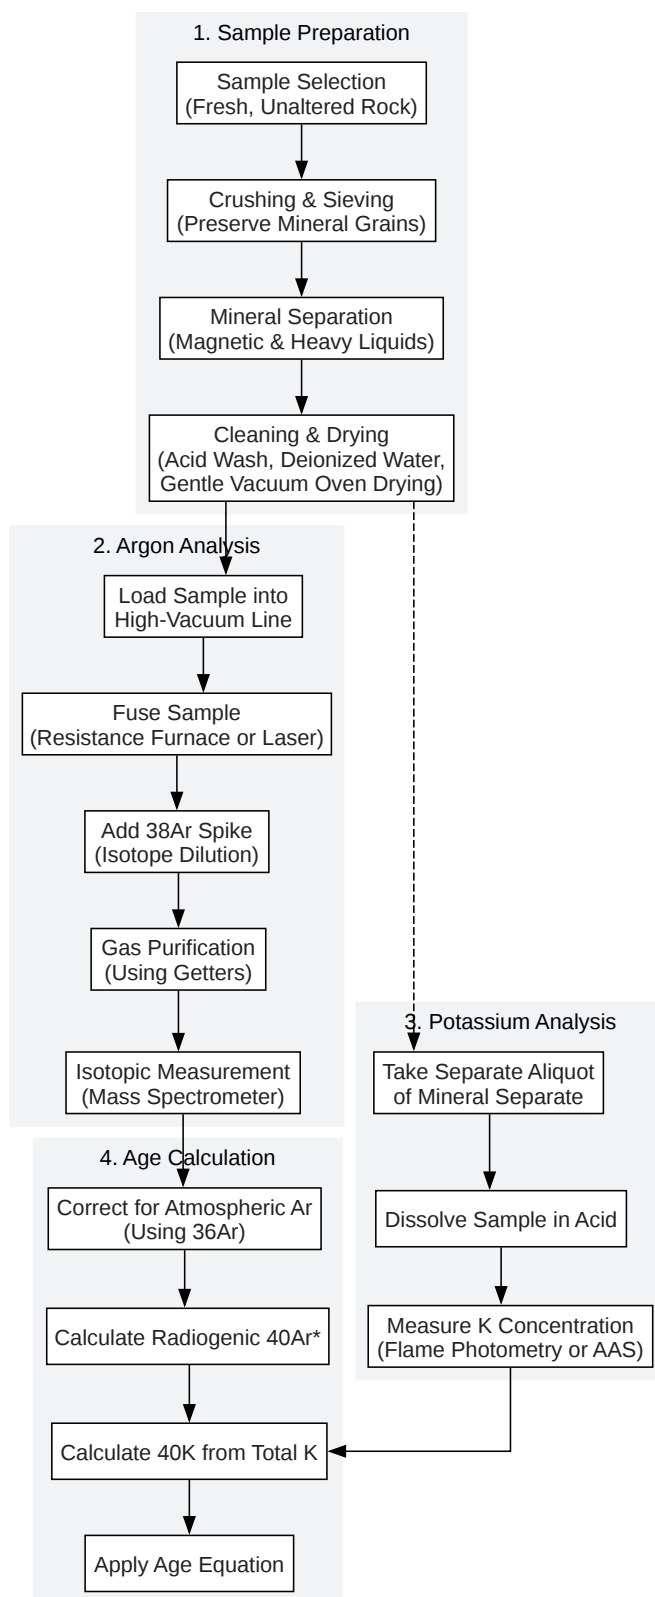 1. Sample Preparation
Sample Selection
(Fresh, Unaltered Rock)
Crushing & Sieving
(Preserve Mineral Grains)
Mineral Separation
(Magnetic & Heavy Liquids)
Cleaning & Drying
(Acid Wash, Deionized Water,
Gentle Vacuum Oven Drying)
2. Argon Analysis
Load Sample into
High-Vacuum Line
Fuse Sample
(Resistance Furnace or Laser)
Add 38Ar Spike
(Isotope Dilution)
Gas Purification
(Using Getters)
Isotopic Measurement
(Mass Spectrometer)
3. Potassium Analysis
Take Separate Aliquot
of Mineral Separate
Dissolve Sample in Acid
Measure K Concentration
(Flame Photometry or AAS)
4. Age Calculation
Correct for Atmospheric Ar
(Using 36Ar)
Calculate Radiogenic 40Ar*
Calculate 40K from Total K
Apply Age Equation